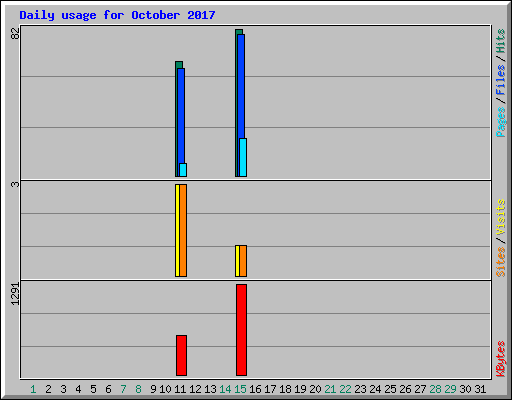 Daily usage for October 2017
82
Pages/Files/Hits
3
Sites/Visits
1291
KBytes
1 2 3 4 5 6 7 8 9 10 11 12 13 14 15 16 17 18 19 20 21 22 23 24 25 26 27 28 29 30 31